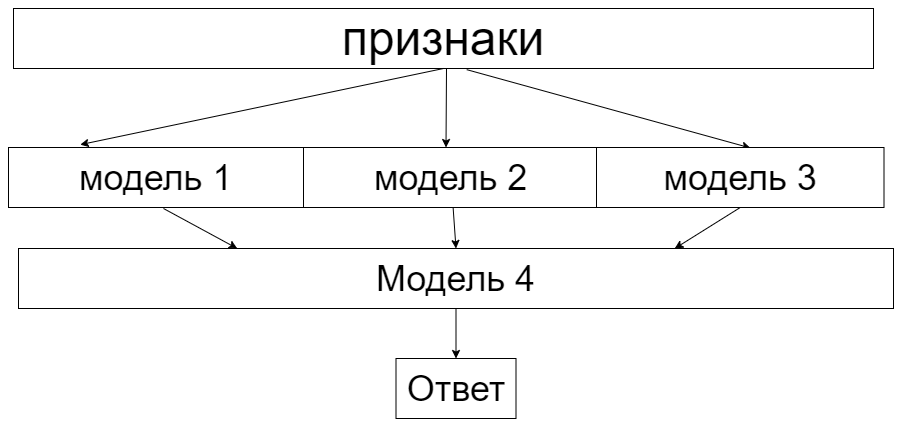 признаки
модель 1
модель 2
модель 3
Модель 4
Ответ